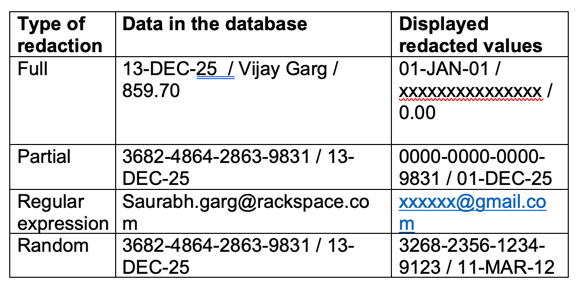 Type of redaction | Data in the database | Displayed redacted values
Full | 13-DEC-25 / Vijay Garg / 859.70 | 01-JAN-01 / xxxxxxxxxxxxxxx / 0.00
Partial | 3682-4864-2863-9831 / 13-DEC-25 | 0000-0000-0000-9831 / 01-DEC-25
Regular expression | Saurabh.garg@rackspace.com | xxxxxx@gmail.com
Random | 3682-4864-2863-9831 / 13-DEC-25 | 3268-2356-1234-9123 / 11-MAR-12